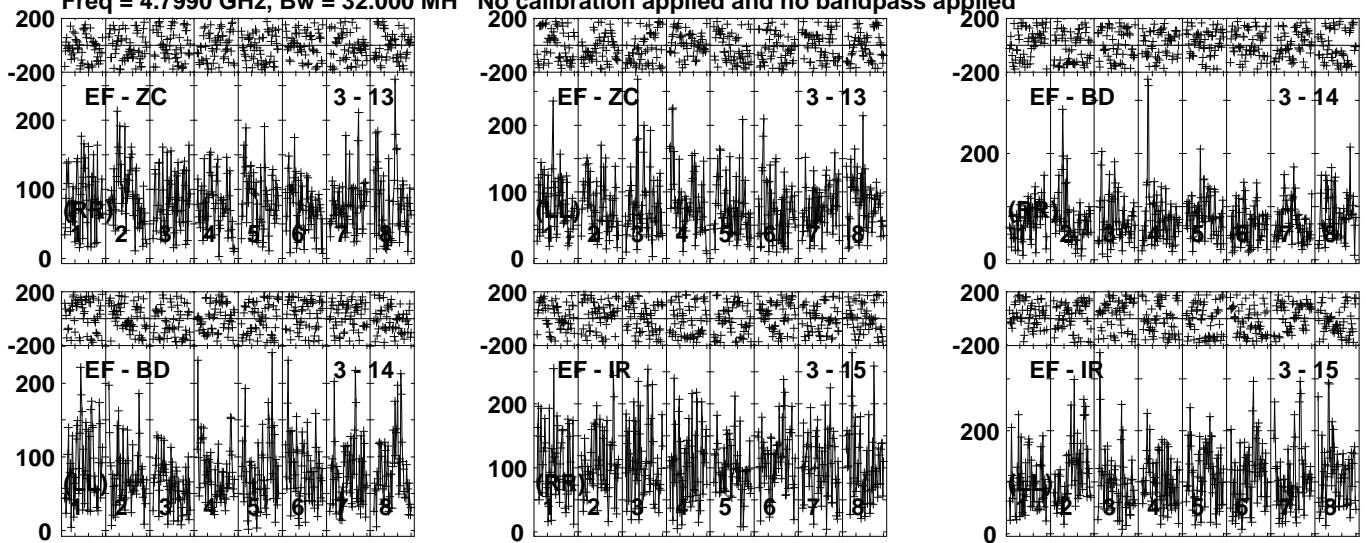 Freq = 4.7990 GHz, Bw = 32.000 MH No calibration applied and no bandpass applied
200 200 200
-200 -200 -200
EF - ZC 3 - 13 EF - ZC 3 - 13 EF - BD 3 - 14
200 200 200
100 100
(RR) (LL) (RR)
1 2 3 4 5 6 7 8 1 2 3 4 5 6 7 8 1 2 3 4 5 6 7 8
0 0 0
200 200 200
-200 -200 -200
EF - BD 3 - 14 EF - IR 3 - 15 EF - IR 3 - 15
200 200 200
100 100
(LL) (RR) (LL)
1 2 3 4 5 6 7 8 1 2 3 4 5 6 7 8 1 2 3 4 5 6 7 8
0 0 0